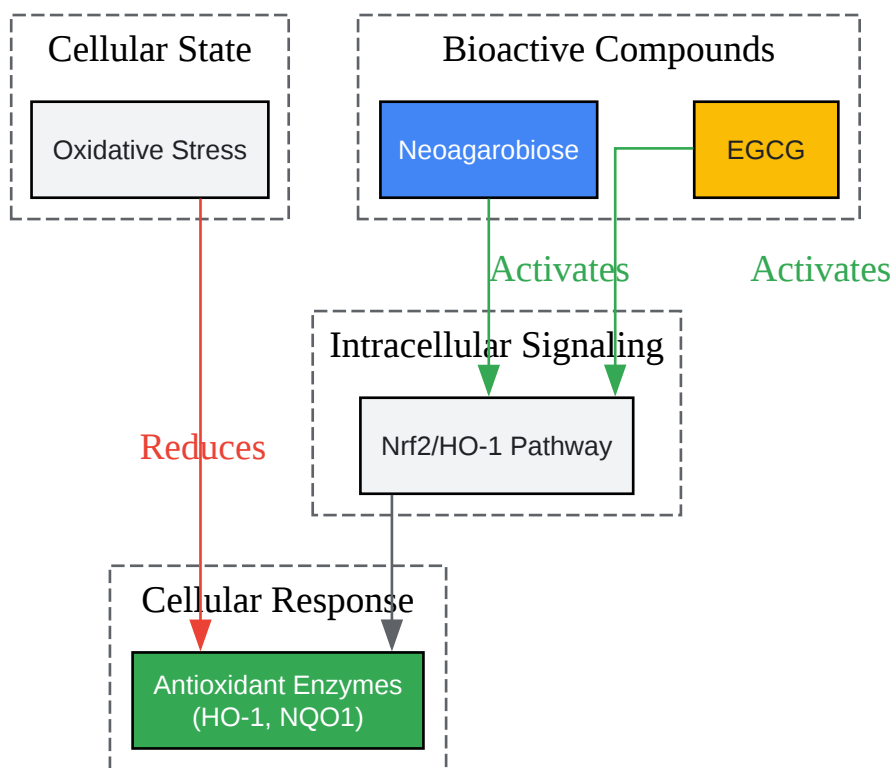 Cellular State
Bioactive Compounds
Oxidative Stress
Neoagarobiose
EGCG
Activates
Activates
Intracellular Signaling
Nrf2/HO-1 Pathway
Reduces
Cellular Response
Antioxidant Enzymes
(HO-1, NQO1)